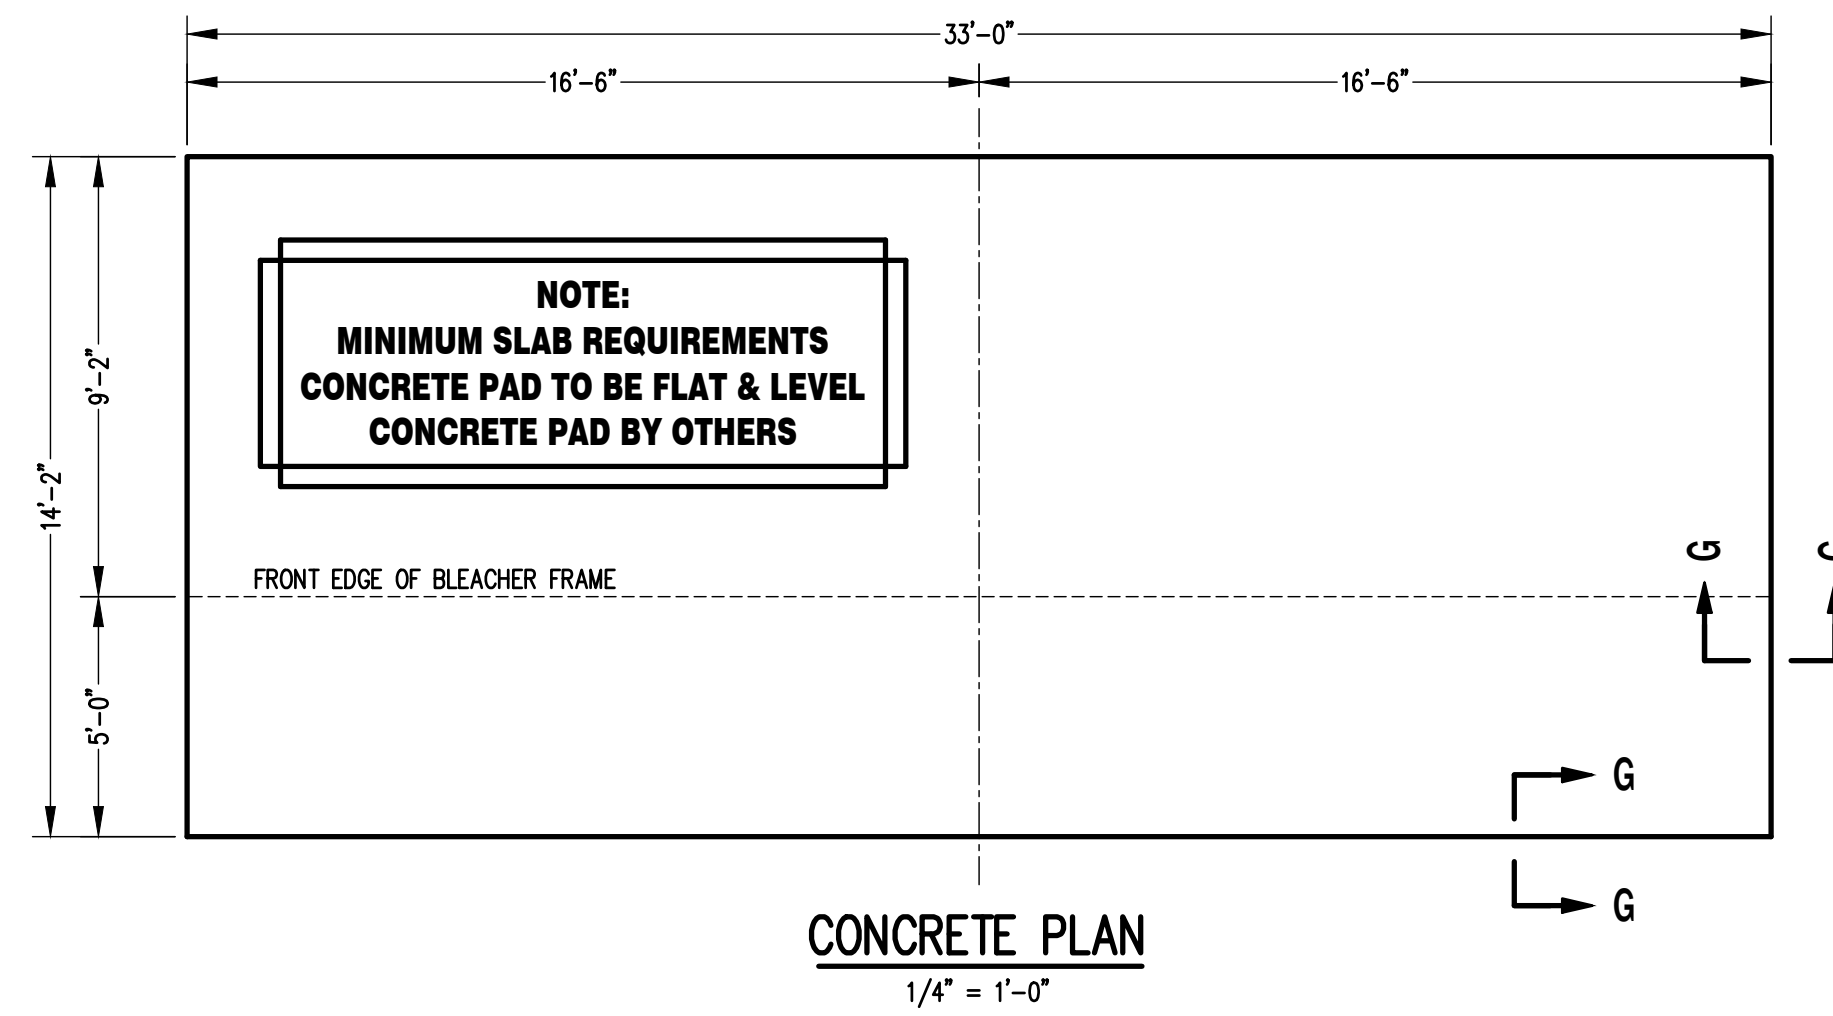 33'-0"
16'-6"
16'-6"
14'-2"
9'-2"
5'-0"
NOTE:
MINIMUM SLAB REQUIREMENTS
CONCRETE PAD TO BE FLAT & LEVEL
CONCRETE PAD BY OTHERS
FRONT EDGE OF BLEACHER FRAME
G
G
G
CONCRETE PLAN
1/4" = 1'-0"